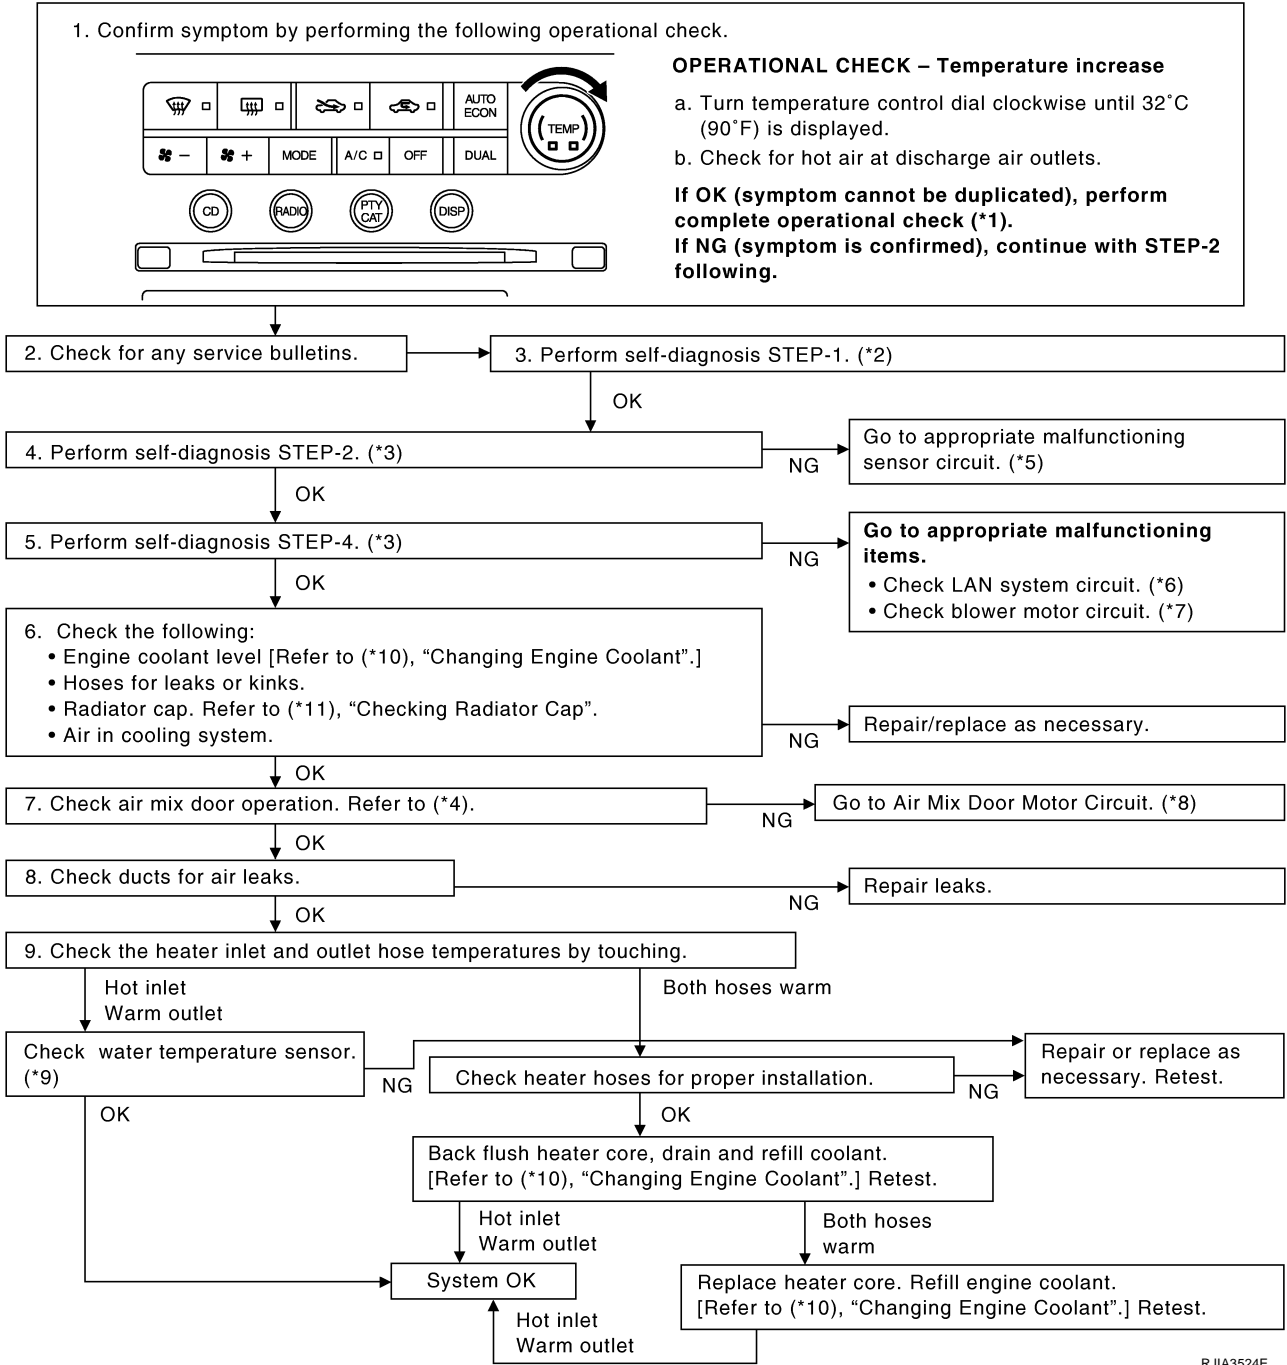 1. Confirm symptom by performing the following operational check.
AUTO
ECON
TEMP
−
+
MODE
A/C
OFF
DUAL
CD
RADIO
PTY
CAT
DISP
OPERATIONAL CHECK – Temperature increase
a. Turn temperature control dial clockwise until 32˚C
(90˚F) is displayed.
b. Check for hot air at discharge air outlets.
If OK (symptom cannot be duplicated), perform
complete operational check (*1).
If NG (symptom is confirmed), continue with STEP-2
following.
2. Check for any service bulletins.
3. Perform self-diagnosis STEP-1. (*2)
OK
4. Perform self-diagnosis STEP-2. (*3)
NG
Go to appropriate malfunctioning
sensor circuit. (*5)
OK
5. Perform self-diagnosis STEP-4. (*3)
NG
Go to appropriate malfunctioning
items.
• Check LAN system circuit. (*6)
• Check blower motor circuit. (*7)
OK
6. Check the following:
• Engine coolant level [Refer to (*10), “Changing Engine Coolant”.]
• Hoses for leaks or kinks.
• Radiator cap. Refer to (*11), “Checking Radiator Cap”.
• Air in cooling system.
NG
Repair/replace as necessary.
OK
7. Check air mix door operation. Refer to (*4).
NG
Go to Air Mix Door Motor Circuit. (*8)
OK
8. Check ducts for air leaks.
NG
Repair leaks.
OK
9. Check the heater inlet and outlet hose temperatures by touching.
Hot inlet
Warm outlet
Both hoses warm
Check water temperature sensor.
(*9)
NG
Check heater hoses for proper installation.
NG
Repair or replace as
necessary. Retest.
OK
OK
Back flush heater core, drain and refill coolant.
[Refer to (*10), “Changing Engine Coolant”.] Retest.
Hot inlet
Warm outlet
Both hoses
warm
System OK
Replace heater core. Refill engine coolant.
[Refer to (*10), “Changing Engine Coolant”.] Retest.
Hot inlet
Warm outlet
RJIA3524E